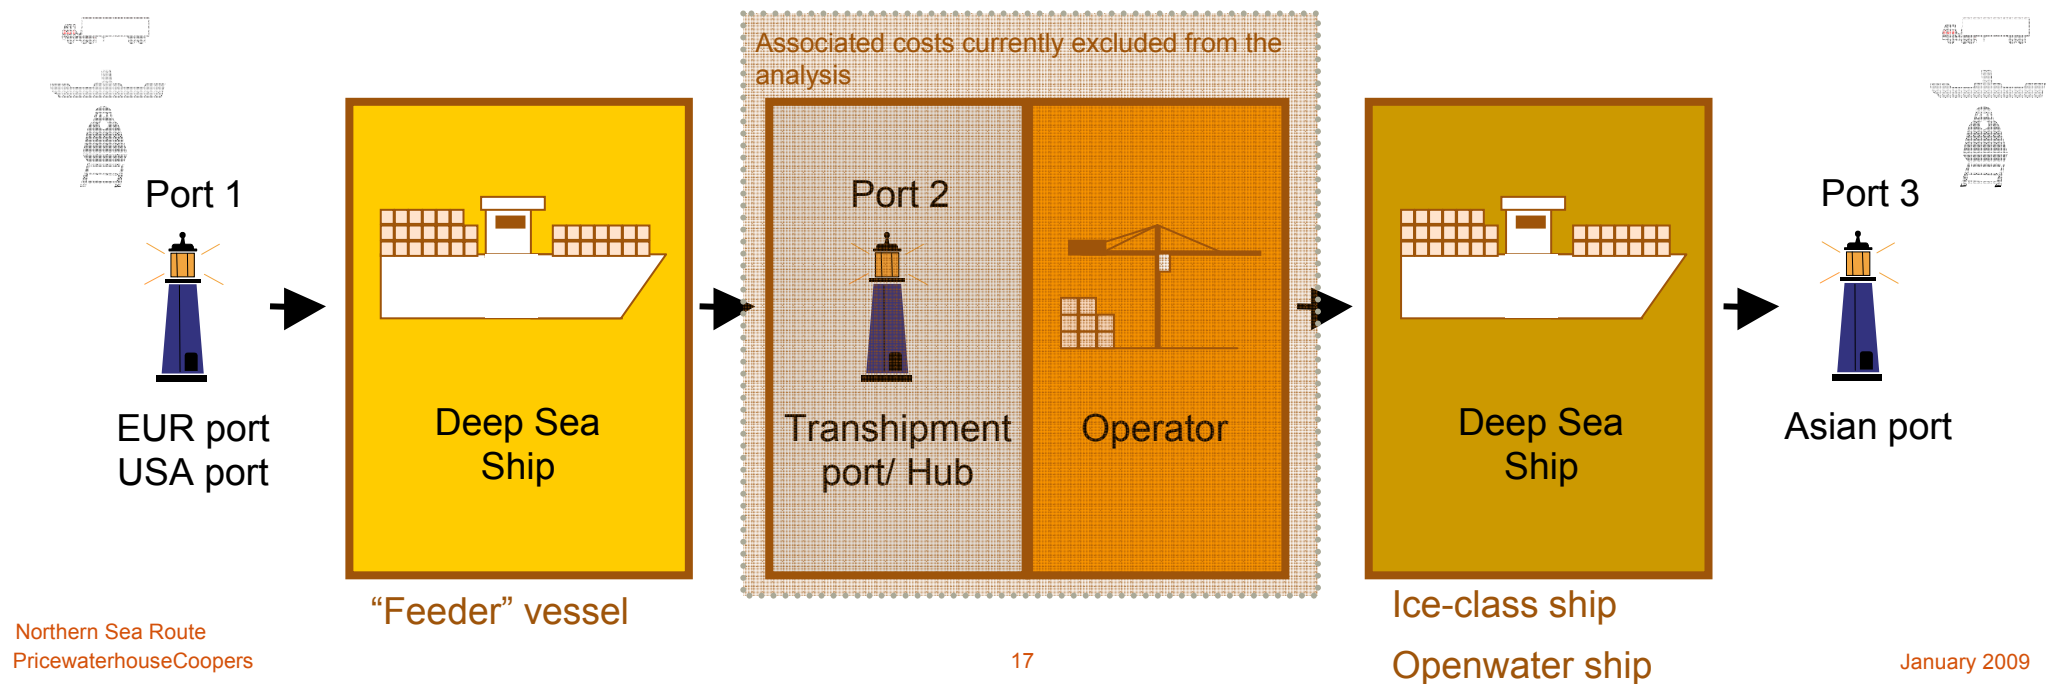 Associated costs currently excluded from the
analysis
Port 1
EUR port
USA port
Deep Sea
Ship
“Feeder” vessel
Port 2
Transhipment
port/ Hub
Operator
Deep Sea
Ship
Ice-class ship
Openwater ship
Port 3
Asian port
Northern Sea Route
PricewaterhouseCoopers
17
January 2009